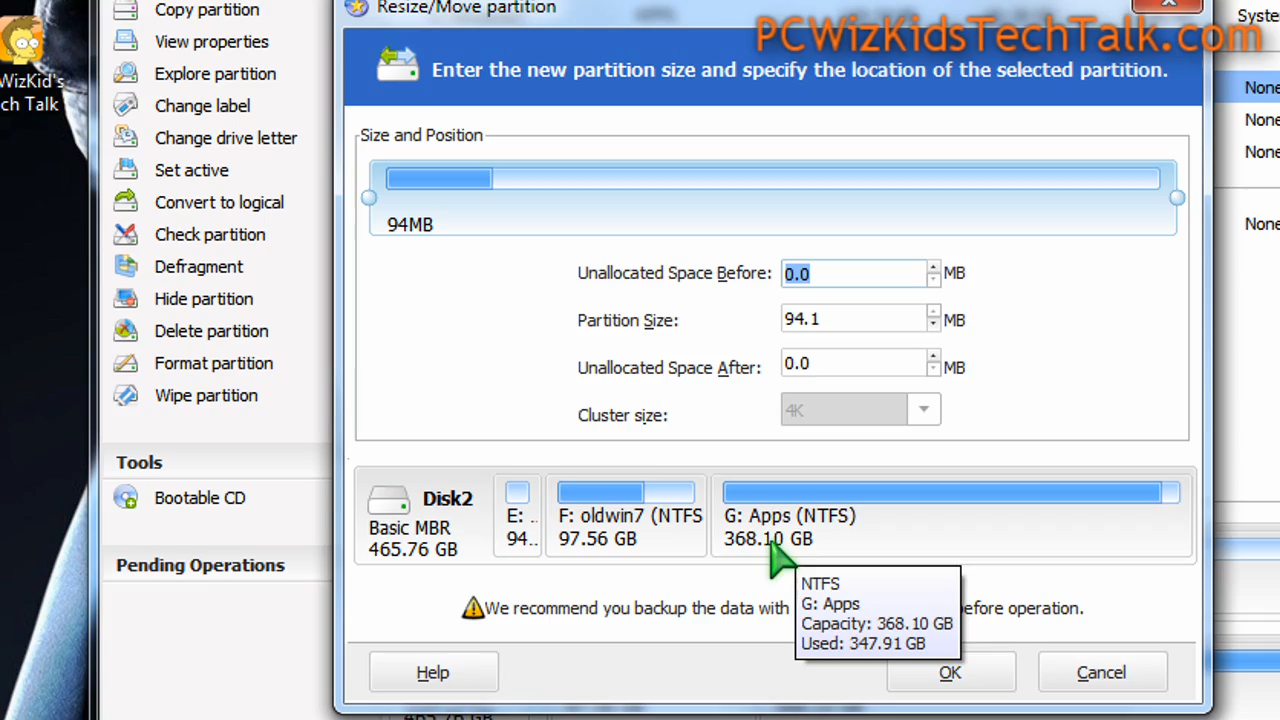 Copy partition
View properties
Explore partition
Change label
Change drive letter
Set active
Convert to logical
Check partition
Defragment
Hide partition
Delete partition
Format partition
Wipe partition
Tools
Bootable CD
Pending Operations
WizKid's
ch Talk
Resize/Move partition
PCWizKidsTechTalk.com
Enter the new partition size and specify the location of the selected partition.
Size and Position
94MB
Unallocated Space Before: 0.0 MB
Partition Size: 94.1 MB
Unallocated Space After: 0.0 MB
Cluster size: 4K
Disk2
Basic MBR
465.76 GB
E: ..
94..
F: oldwin7 (NTFS
97.56 GB
G: Apps (NTFS)
368.10 GB
NTFS
G: Apps
Capacity: 368.10 GB
Used: 347.91 GB
We recommend you backup the data with efore operation.
Help
OK
Cancel
Syste
None
None
None
None
465.76 GB